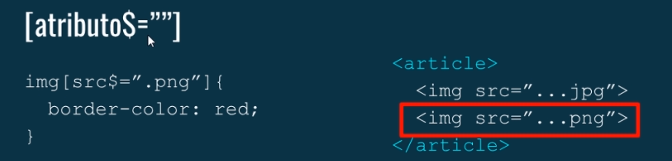 [atributo$=””]
img[src$=”.png”]{
border-color: red;
}
<article>
<img src=”...jpg”>
<img src=”...png”>
</article>